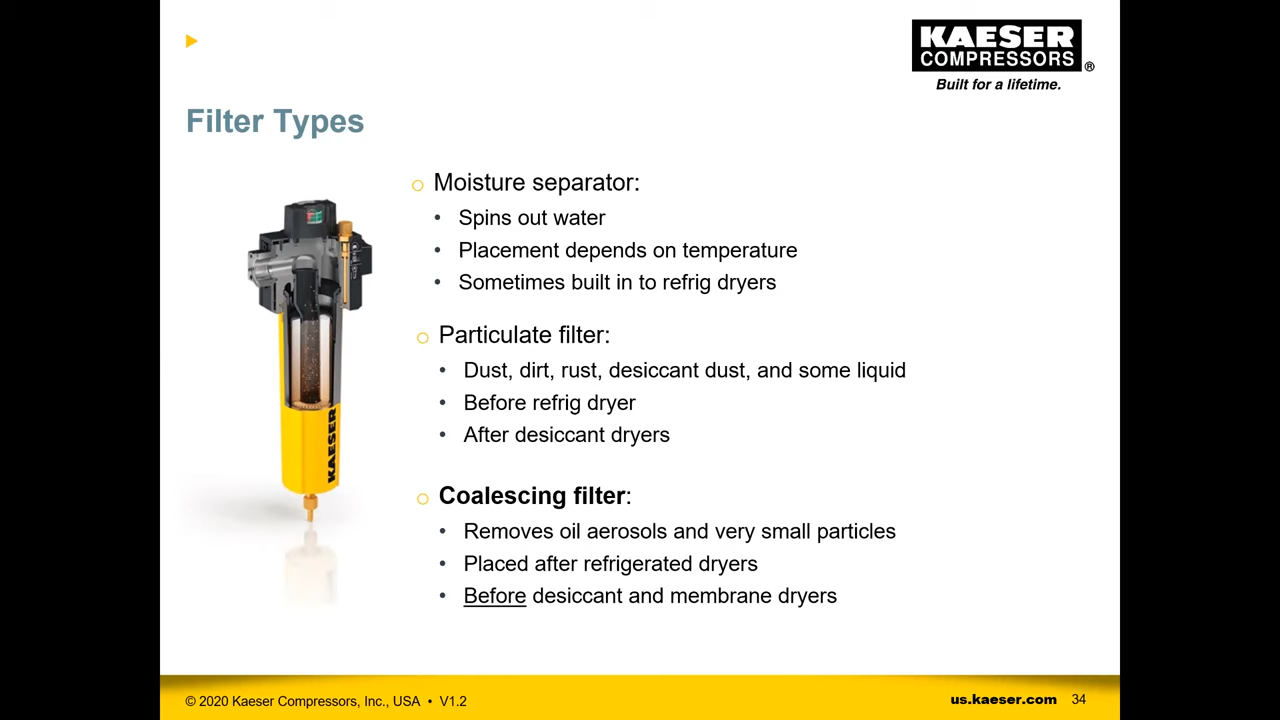 KAESER
COMPRESSORS®
Built for a lifetime.
Filter Types
Moisture separator:
• Spins out water
• Placement depends on temperature
• Sometimes built in to refrig dryers
Particulate filter:
• Dust, dirt, rust, desiccant dust, and some liquid
• Before refrig dryer
• After desiccant dryers
Coalescing filter:
• Removes oil aerosols and very small particles
• Placed after refrigerated dryers
• Before desiccant and membrane dryers
KAESER
© 2020 Kaeser Compressors, Inc., USA • V1.2
us.kaeser.com 34